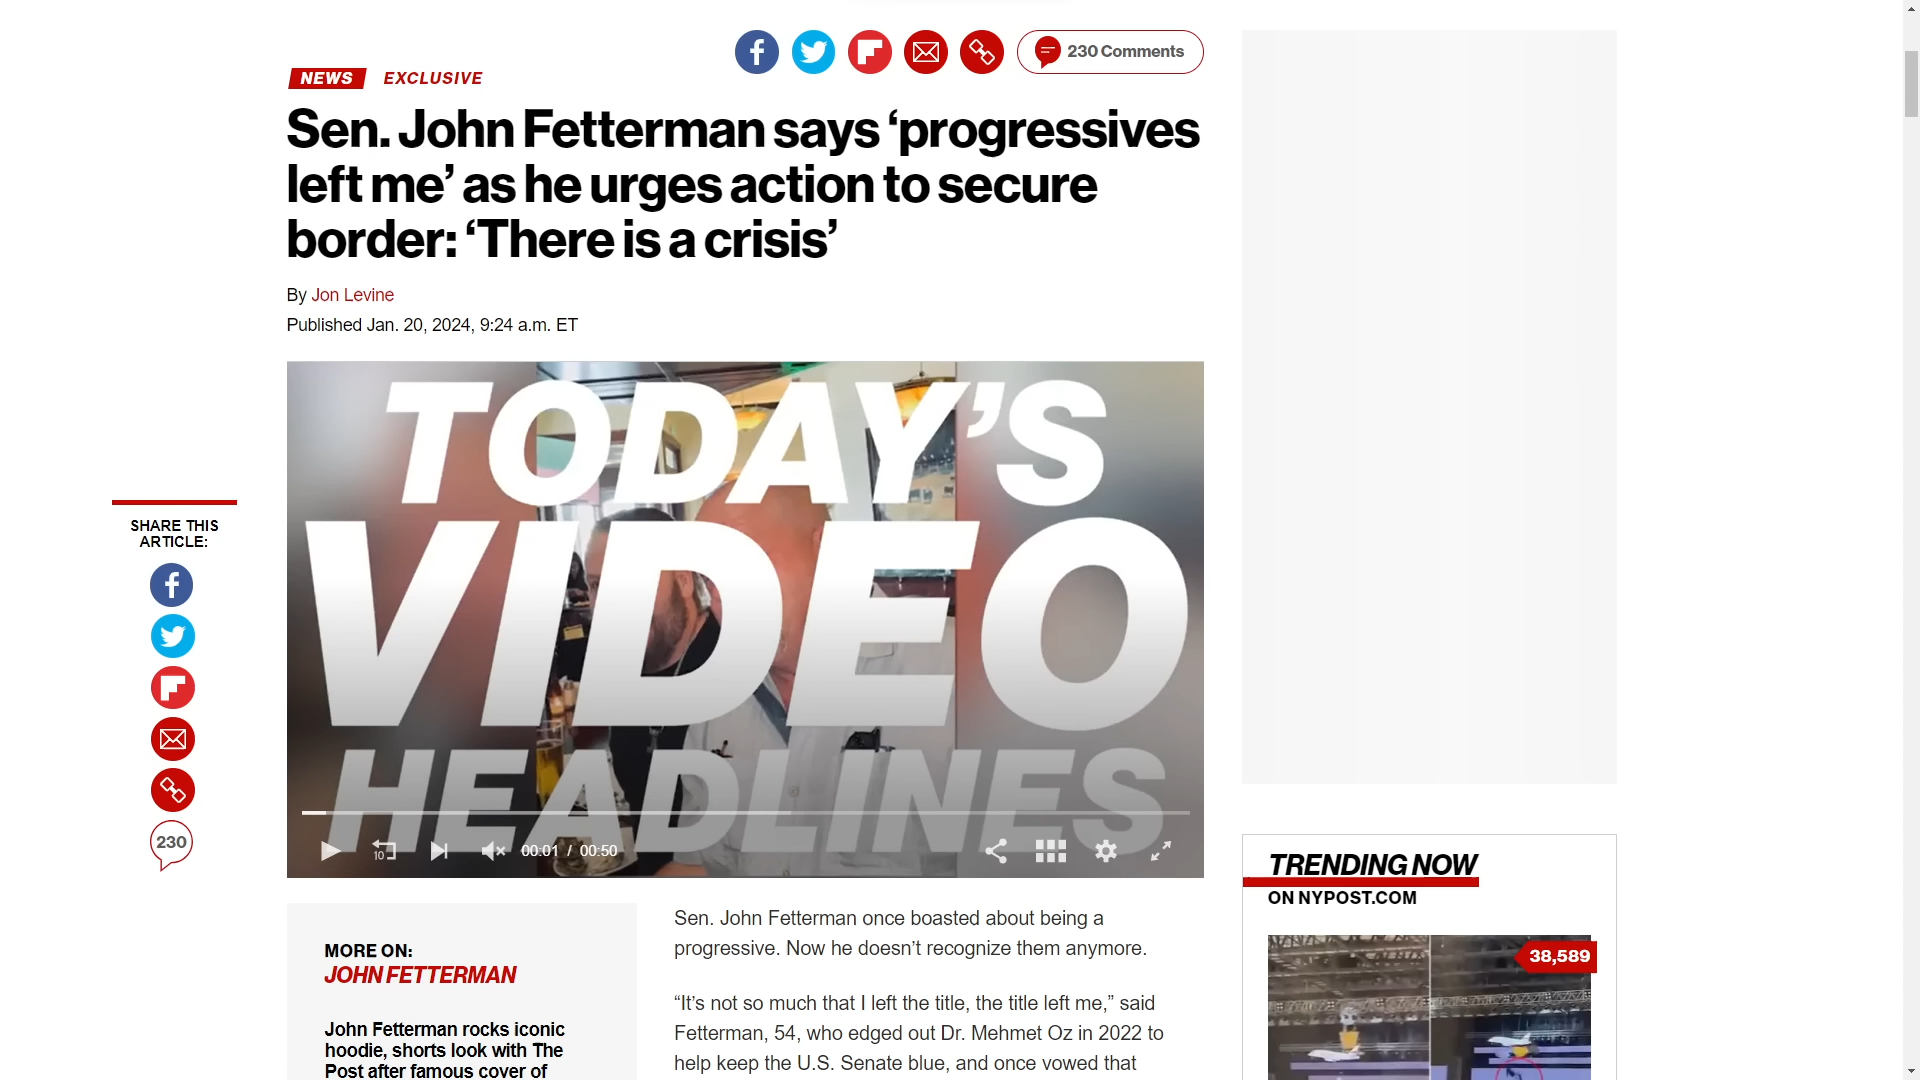 230 Comments
NEWS EXCLUSIVE
Sen. John Fetterman says ‘progressives
left me’ as he urges action to secure
border: ‘There is a crisis’
By Jon Levine
Published Jan. 20, 2024, 9:24 a.m. ET
TODAY’S
VIDEO
HEADLINES
10
00:01 / 00:50
SHARE THIS
ARTICLE:
230
MORE ON:
JOHN FETTERMAN
John Fetterman rocks iconic
hoodie, shorts look with The
Post after famous cover of
Sen. John Fetterman once boasted about being a
progressive. Now he doesn’t recognize them anymore.
“It’s not so much that I left the title, the title left me,” said
Fetterman, 54, who edged out Dr. Mehmet Oz in 2022 to
help keep the U.S. Senate blue, and once vowed that
TRENDING NOW
ON NYPOST.COM
38,589